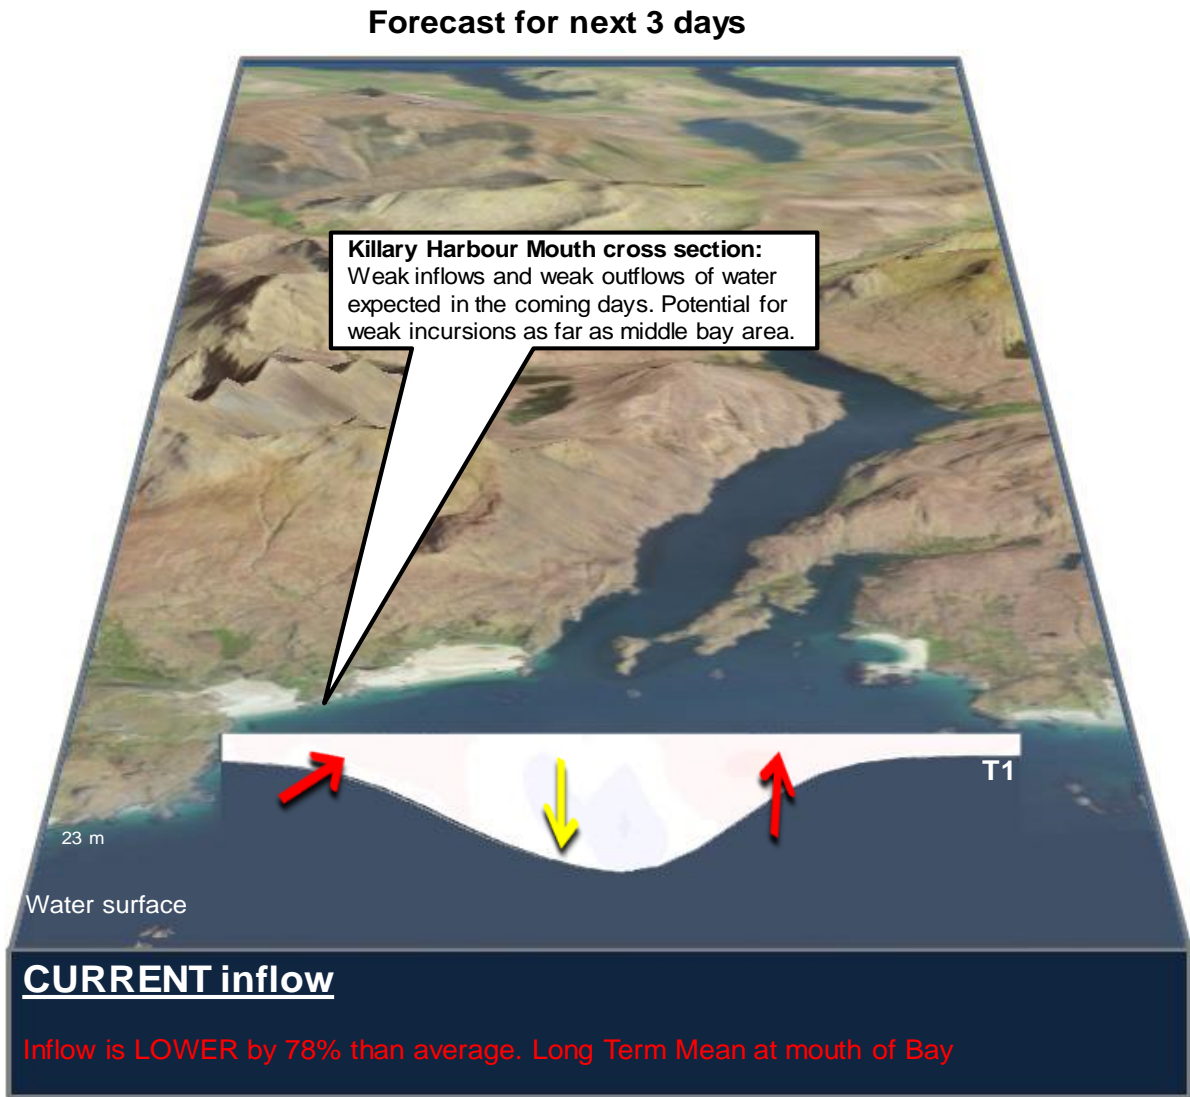 Forecast for next 3 days
Killary Harbour Mouth cross section:
Weak inflows and weak outflows of water
expected in the coming days. Potential for
weak incursions as far as middle bay area.
T1
23 m
Water surface
CURRENT inflow
Inflow is LOWER by 78% than average. Long Term Mean at mouth of Bay